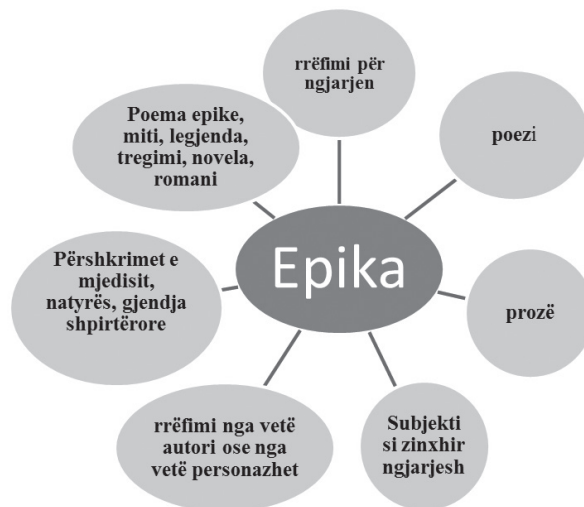 rrëfimi për
ngjarjen
Poema epike,
miti, legjenda,
tregimi, novela,
romani
poezi
Epika
Përshkrimet e
mjedisit,
natyrës, gjendja
shpirtërore
prozë
rrëfimi nga vetë
autori ose nga
vetë personazhet
Subjekti
si zinxhir
ngjarjesh